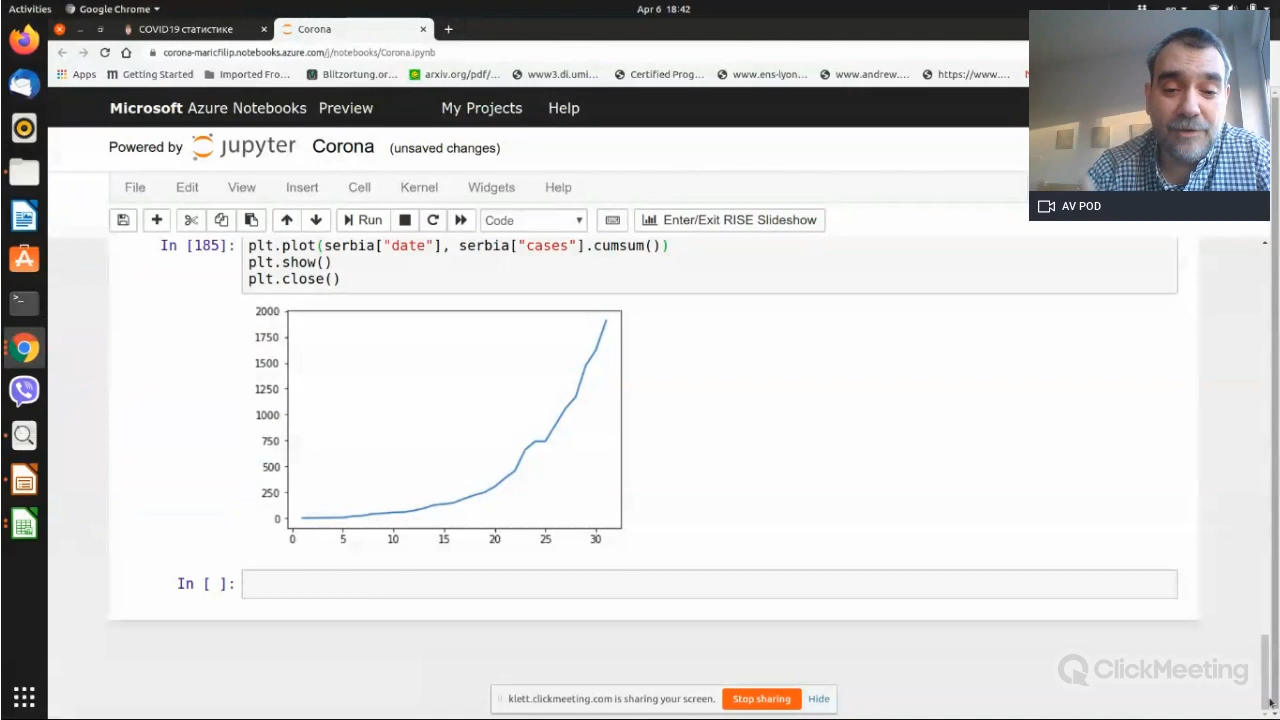 Activities
Google Chrome
Apr 6 18:42
en
COVID19 статистике
Corona
corona-maricfilip.notebooks.azure.com/j/notebooks/Corona.ipynb
Apps
Getting Started
Imported Fro...
Blitzortung.or...
arxiv.org/pdf/...
www3.di.umi...
Certified Prog...
www.ens-lyon...
www.andrew...
https://www....
Microsoft Azure Notebooks Preview My Projects Help
Powered by jupyter Corona (unsaved changes)
AV POD
File Edit View Insert Cell Kernel Widgets Help
Run Code Enter/Exit RISE Slideshow
In [185]: plt.plot(serbia["date"], serbia["cases"].cumsum())
plt.show()
plt.close()
2000
1750
1500
1250
1000
750
500
250
0
0 5 10 15 20 25 30
In [ ]:
ClickMeeting
klett.clickmeeting.com is sharing your screen. Stop sharing Hide